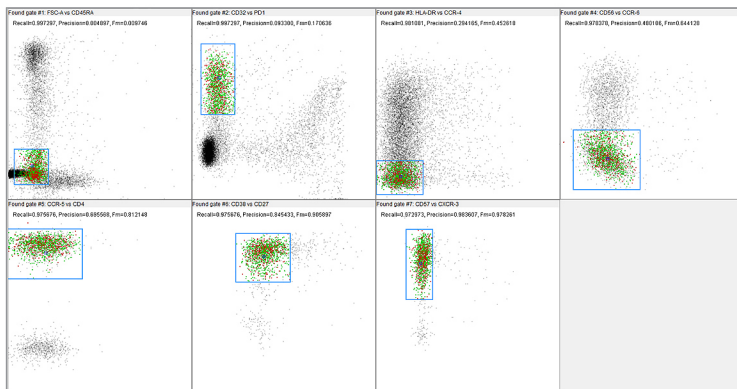 Found gate #1: FSC-A vs CD45RA
Recall=0.997297, Precision=0.004897, Fm=0.009746
Found gate #2: CD32 vs PD1
Recall=0.997297, Precision=0.093300, Fm=0.170636
Found gate #3: HLA-DR vs CCR-4
Recall=0.981081, Precision=0.294165, Fm=0.452618
Found gate #4: CD56 vs CCR-6
Recall=0.978378, Precision=0.480186, Fm=0.644128
Found gate #5: CCR-5 vs CD4
Recall=0.975676, Precision=0.695568, Fm=0.812148
Found gate #6: CD38 vs CD27
Recall=0.975676, Precision=0.845433, Fm=0.905897
Found gate #7: CD57 vs CXCR-3
Recall=0.972973, Precision=0.983607, Fm=0.978261